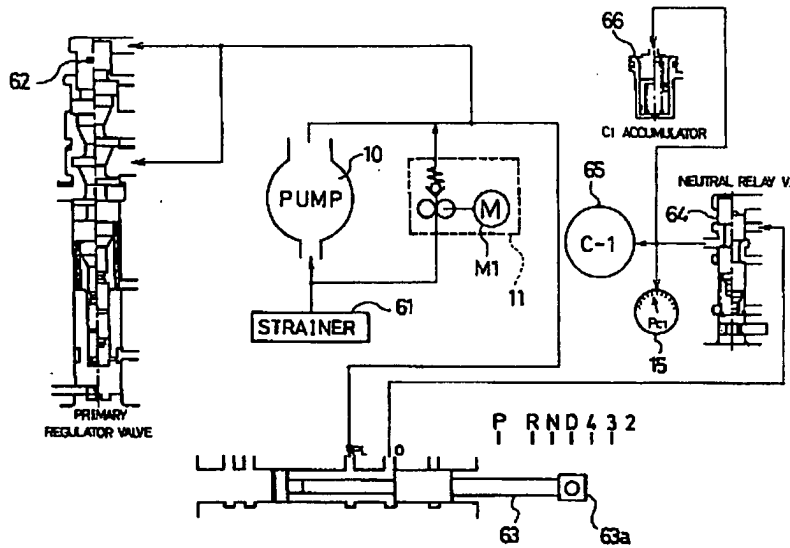 66
62
C1 ACCUMULATOR
10
65
NEUTRAL RELAY V.
64
PUMP
M
C-1
M1
11
61
STRAINER
PC1
15
PRIMARY
REGULATOR VALVE
P R N D 4 3 2
PL D
63
63a